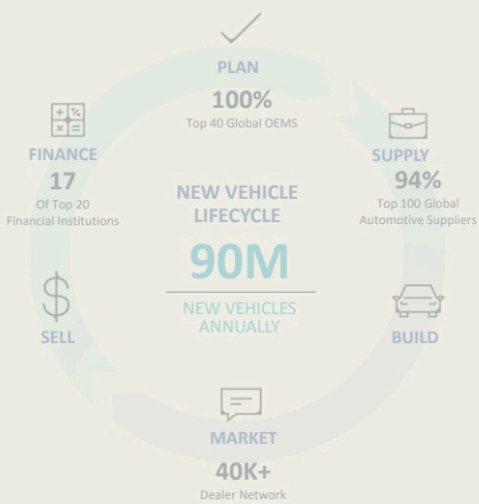 PLAN
100%
Top 40 Global OEMS
FINANCE
17
Of Top 20
Financial Institutions
SUPPLY
94%
Top 100 Global
Automotive Suppliers
NEW VEHICLE
LIFECYCLE
90M
NEW VEHICLES
ANNUALLY
SELL
BUILD
MARKET
40K+
Dealer Network